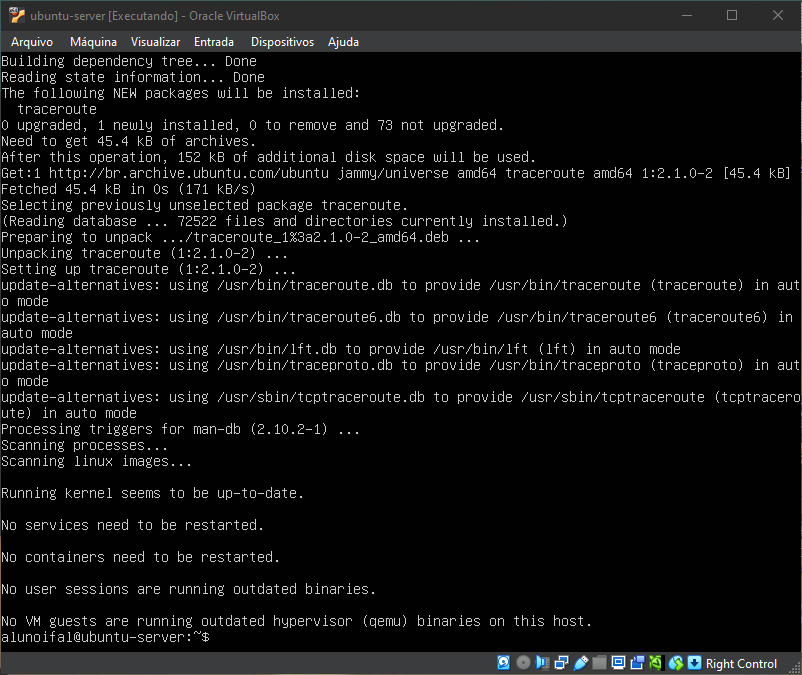 ubuntu-server [Executando] - Oracle VirtualBox
Arquivo Máquina Visualizar Entrada Dispositivos Ajuda
Building dependency tree... Done
Reading state information... Done
The following NEW packages will be installed:
  traceroute
0 upgraded, 1 newly installed, 0 to remove and 73 not upgraded.
Need to get 45.4 kB of archives.
After this operation, 152 kB of additional disk space will be used.
Get:1 http://br.archive.ubuntu.com/ubuntu jammy/universe amd64 traceroute amd64 1:2.1.0-2 [45.4 kB]
Fetched 45.4 kB in 0s (171 kB/s)
Selecting previously unselected package traceroute.
(Reading database ... 72522 files and directories currently installed.)
Preparing to unpack .../traceroute_1%3a2.1.0-2_amd64.deb ...
Unpacking traceroute (1:2.1.0-2) ...
Setting up traceroute (1:2.1.0-2) ...
update-alternatives: using /usr/bin/traceroute.db to provide /usr/bin/traceroute (traceroute) in aut
o mode
update-alternatives: using /usr/bin/traceroute6.db to provide /usr/bin/traceroute6 (traceroute6) in
auto mode
update-alternatives: using /usr/bin/lft.db to provide /usr/bin/lft (lft) in auto mode
update-alternatives: using /usr/bin/traceproto.db to provide /usr/bin/traceproto (traceproto) in aut
o mode
update-alternatives: using /usr/sbin/tcptraceroute.db to provide /usr/sbin/tcptraceroute (tcptracero
ute) in auto mode
Processing triggers for man-db (2.10.2-1) ...
Scanning processes...
Scanning linux images...
Running kernel seems to be up-to-date.
No services need to be restarted.
No containers need to be restarted.
No user sessions are running outdated binaries.
No VM guests are running outdated hypervisor (qemu) binaries on this host.
alunoifal@ubuntu-server:~$
Right Control